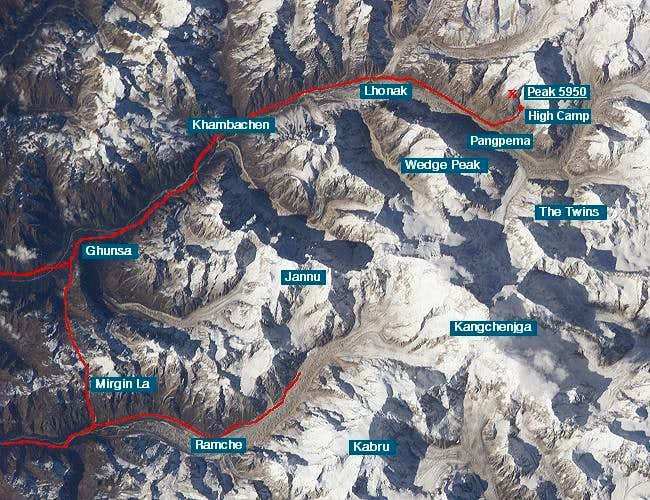 Peak 5950
Lhonak
High Camp
Khambachen
Pangpema
Wedge Peak
The Twins
Ghunsa
Jannu
Kangchenjga
Mirgin La
Ramche
Kabru